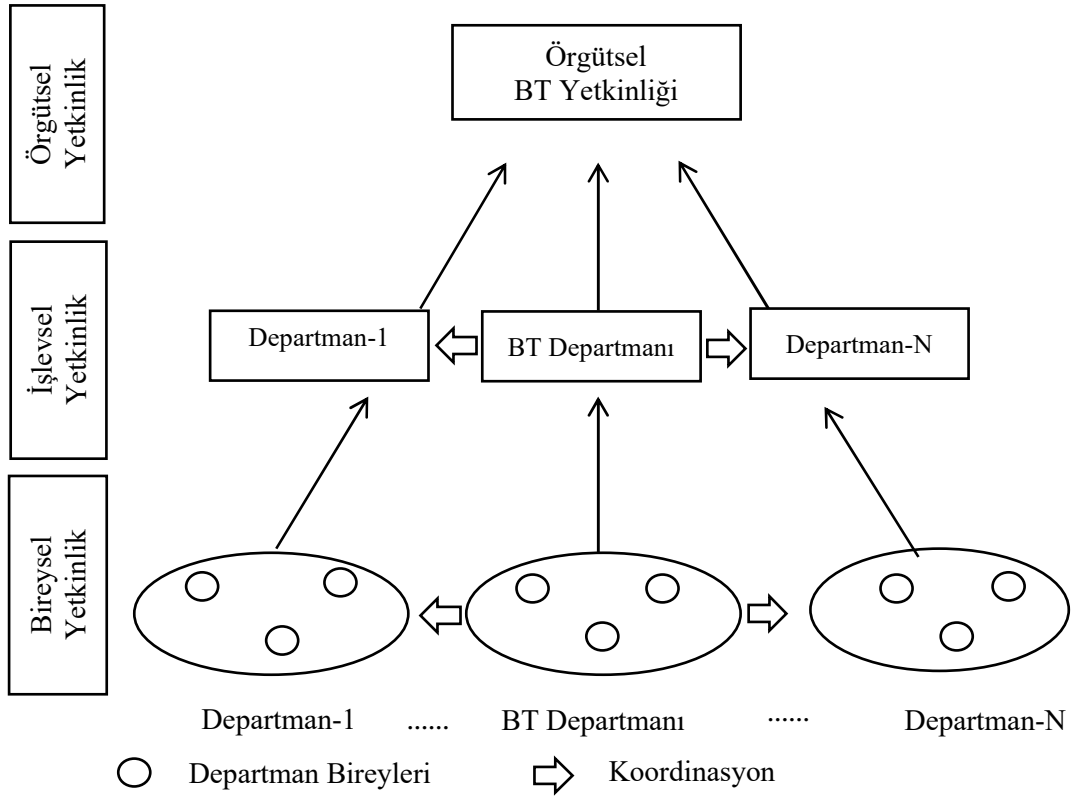 Örgütsel
Yetkinlik
Örgütsel
BT Yetkinliği
İşlevsel
Yetkinlik
Departman-1
BT Departmanı
Departman-N
Bireysel
Yetkinlik
Departman-1 ...... BT Departmanı ...... Departman-N
Departman Bireyleri
Koordinasyon